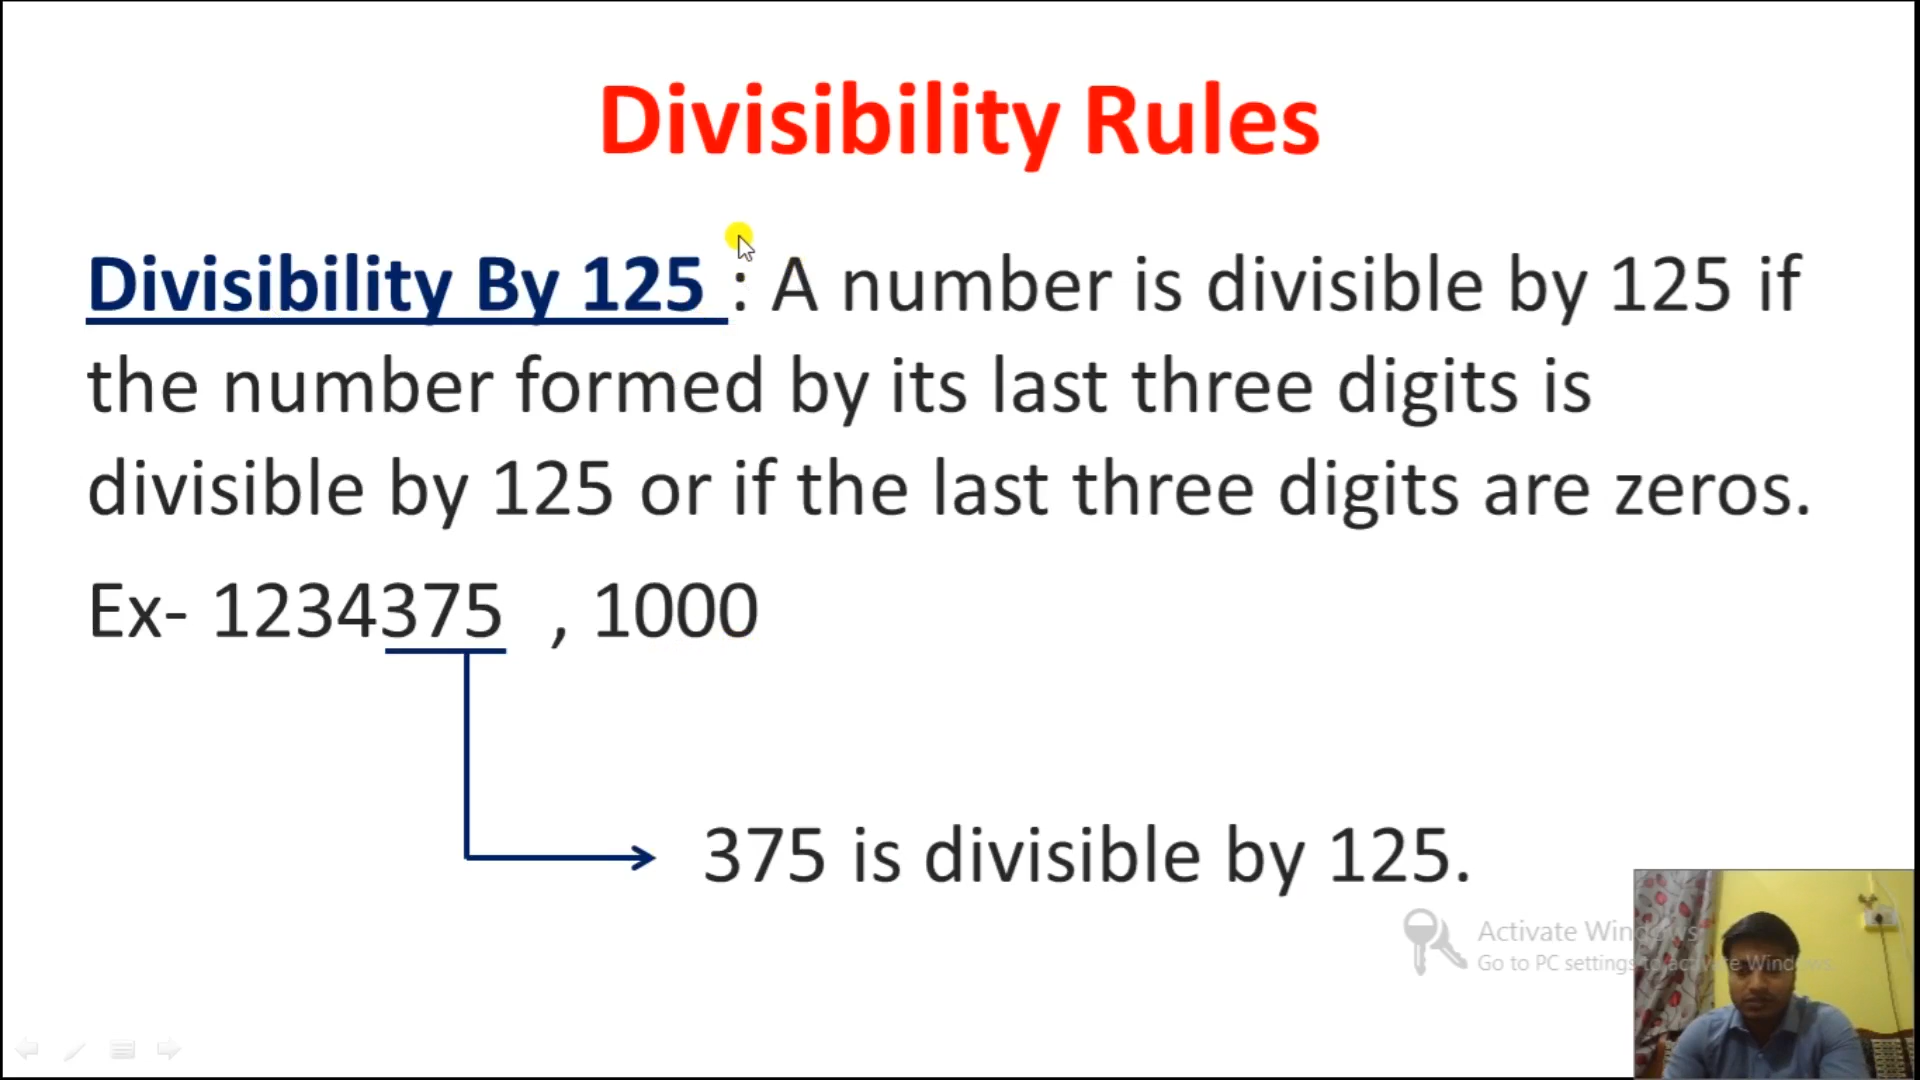 Divisibility Rules
Divisibility By 125 : A number is divisible by 125 if
the number formed by its last three digits is
divisible by 125 or if the last three digits are zeros.
Ex- 1234375 , 1000
375 is divisible by 125.
Activate Windows
Go to PC settings to activate Windows.